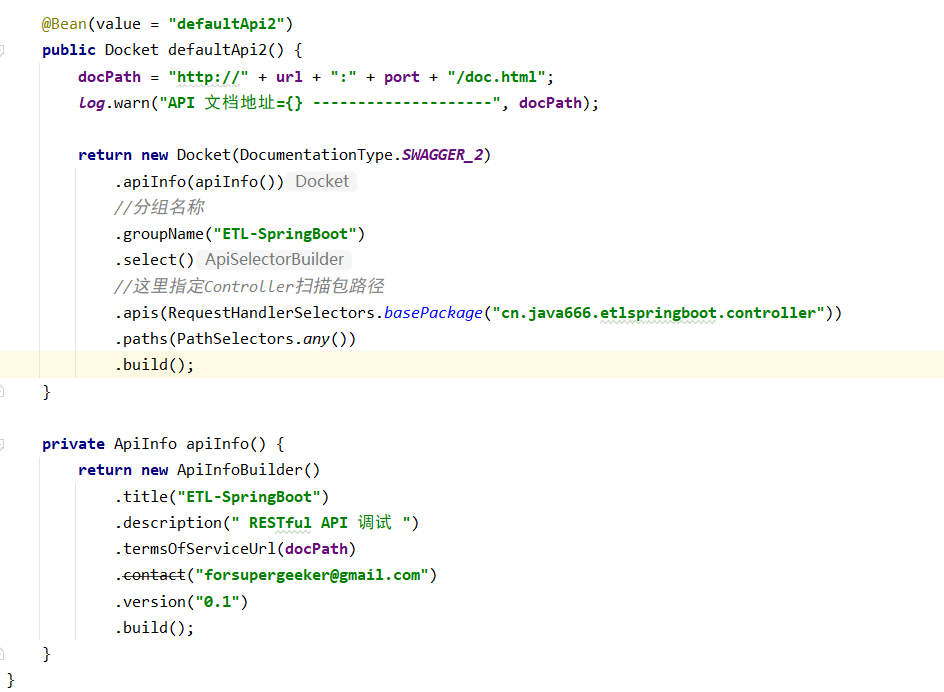 @Bean(value = "defaultApi2")
public Docket defaultApi2() {
docPath = "http://" + url + ":" + port + "/doc.html";
log.warn("API 文档地址={} --------------------", docPath);
return new Docket(DocumentationType.SWAGGER_2)
.apiInfo(apiInfo()) Docket
//分组名称
.groupName("ETL-SpringBoot")
.select() ApiSelectorBuilder
//这里指定Controller扫描包路径
.apis(RequestHandlerSelectors.basePackage("cn.java666.etlspringboot.controller"))
.paths(PathSelectors.any())
.build();
}
private ApiInfo apiInfo() {
return new ApiInfoBuilder()
.title("ETL-SpringBoot")
.description(" RESTful API 调试 ")
.termsOfServiceUrl(docPath)
.contact("forsupergeeker@gmail.com")
.version("0.1")
.build();
}
}